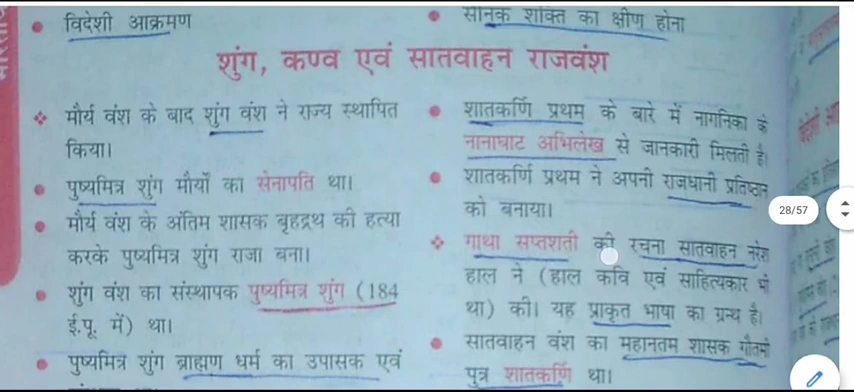 विदेशी आक्रमण
सैनिक शक्ति का क्षीण होना
शुंग, कण्व एवं सातवाहन राजवंश
मौर्य वंश के बाद शुंग वंश ने राज्य स्थापित
किया।
पुष्यमित्र शुंग मौर्यों का सेनापति था।
मौर्य वंश के अंतिम शासक बृहद्रथ की हत्या
करके पुष्यमित्र शुंग राजा बना।
शुंग वंश का संस्थापक पुष्यमित्र शुंग (184
ई.पू. में) था।
पुष्यमित्र शुंग ब्राह्मण धर्म का उपासक एवं
शातकर्णि प्रथम के बारे में नागनिका के
नानाघाट अभिलेख से जानकारी मिलती है।
शातकर्णि प्रथम ने अपनी राजधानी प्रतिष्ठान
को बनाया।
गाथा सप्तशती की रचना सातवाहन नरेश
हाल ने (हाल कवि एवं साहित्यकार भी
था) की। यह प्राकृत भाषा का ग्रन्थ है।
सातवाहन वंश का महानतम शासक गौतमी
पुत्र शातकर्णि था।
28/57